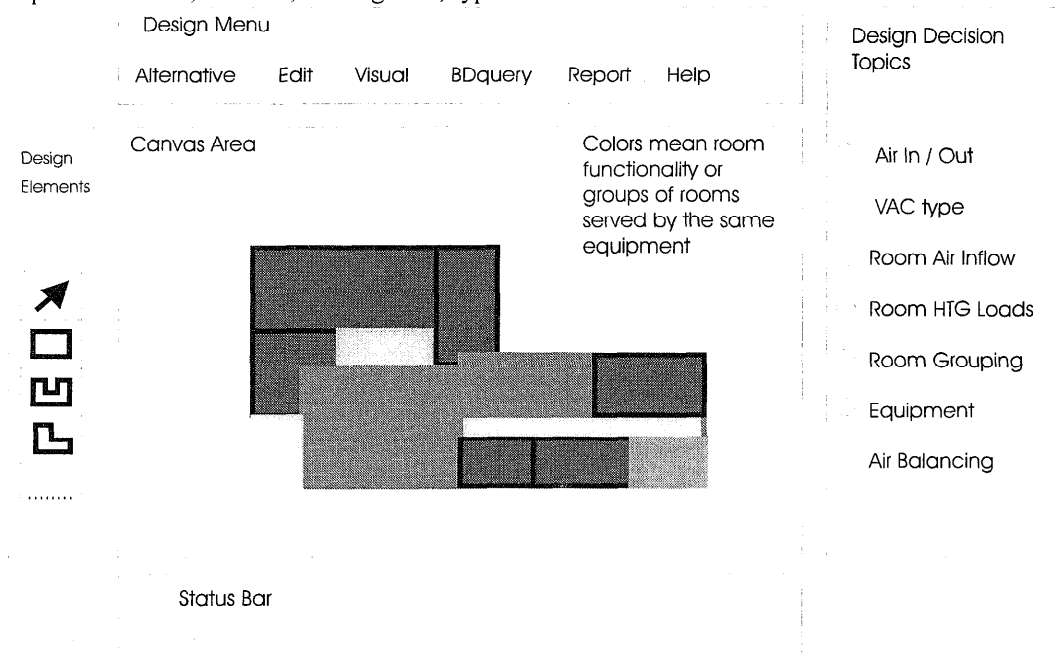 Design Menu
Alternative Edit Visual BDquery Report Help
Design Decision
Topics
Design
Elements
Canvas Area
Colors mean room
functionality or
groups of rooms
served by the same
equipment
Air In / Out
VAC type
Room Air Inflow
Room HTG Loads
Room Grouping
Equipment
Air Balancing
........
Status Bar